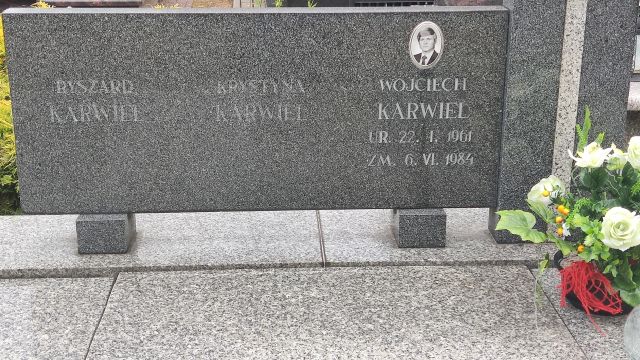 RYSZARD
KARWIEL
KRYSTYNA
KARWIEL
WOJCIECH
KARWIEL
UR. 22. I. 1961
ZM. 6. VI. 1984